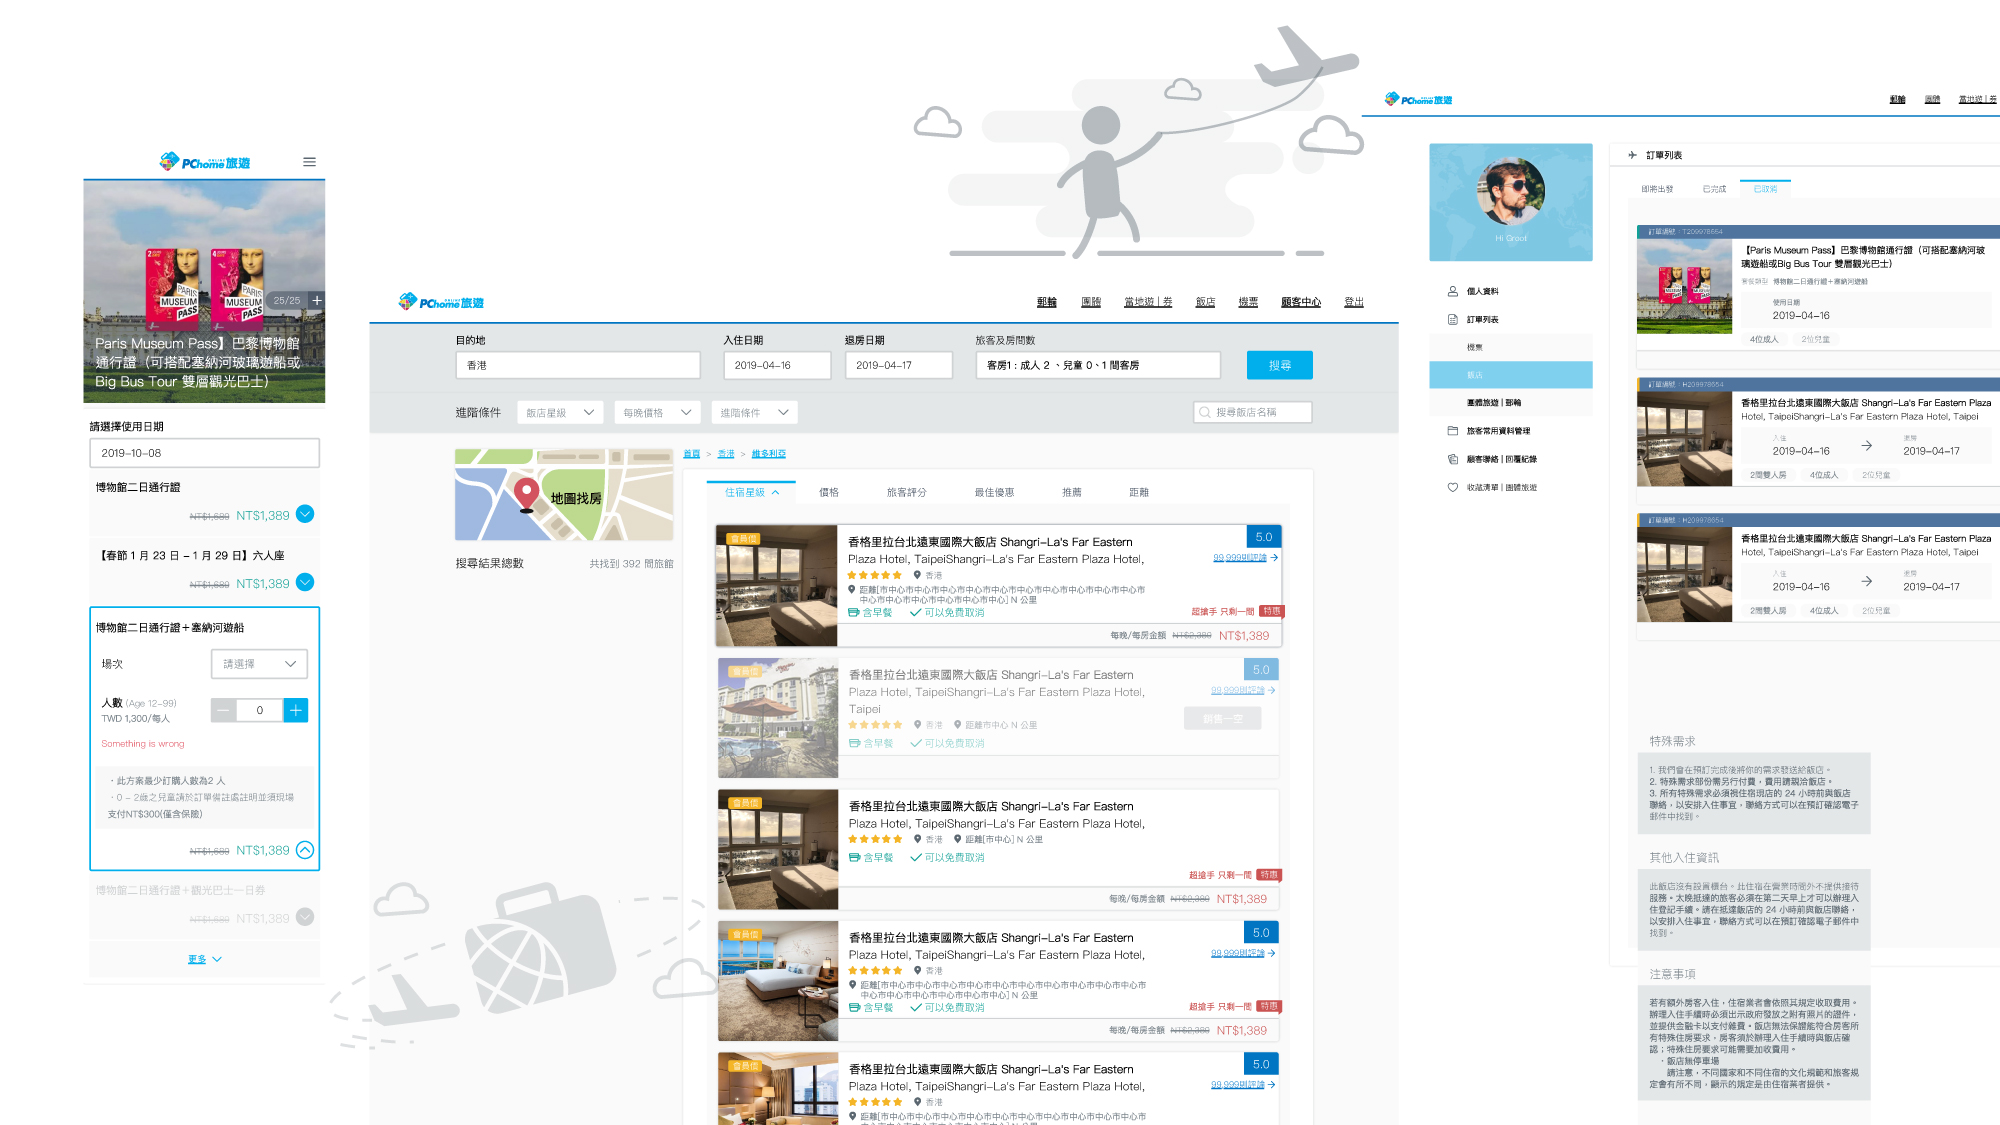 PChome 旅遊
25/25
Paris Museum Pass】巴黎博物館
通行證（可搭配塞納河玻璃遊船或
Big Bus Tour 雙層觀光巴士）
請選擇使用日期
2019-10-08
博物館二日通行證
NT$1,680 NT$1,389
【春節 1 月 23 日 - 1 月 29 日】六人座
NT$1,680 NT$1,389
博物館二日通行證＋塞納河遊船
場次
請選擇
人數 (Age 12-99)
TWD 1,300/每人
0
Something is wrong
・此方案最少訂購人數為2 人
・0 - 2歲之兒童請於訂單備註處註明並須現場
支付NT$300(僅含保險)
NT$1,680 NT$1,389
博物館二日通行證＋觀光巴士一日券
NT$1,680 NT$1,389
更多
PChome 旅遊
郵輪 團體 當地遊 | 券 飯店 機票 顧客中心 登出
目的地 入住日期 退房日期 旅客及房間數
香港 2019-04-16 2019-04-17 客房1 : 成人 2 、兒童 0、1 間客房 搜尋
進階條件 飯店星級 每晚價格 進階條件 搜尋飯店名稱
地圖找房
搜尋結果總數 共找到 392 間旅館
首頁 > 香港 > 維多利亞
住宿星級 價格 旅客評分 最佳優惠 推薦 距離
會員價
香格里拉台北遠東國際大飯店 Shangri-La's Far Eastern
Plaza Hotel, TaipeiShangri-La's Far Eastern Plaza Hotel,
5.0
99,999則評論
香港
距離[市中心市中心市中心市中心市中心市中心市中心市中心市中心市
中心市中心市中心市中心市中心市中心] N 公里
含早餐 可以免費取消
超搶手 只剩一間 特惠
每晚/每房金額 NT$2,380 NT$1,389
會員價
香格里拉台北遠東國際大飯店 Shangri-La's Far Eastern
Plaza Hotel, TaipeiShangri-La's Far Eastern Plaza Hotel,
Taipei
5.0
99,999則評論
香港 距離市中心 N 公里
銷售一空
含早餐 可以免費取消
會員價
香格里拉台北遠東國際大飯店 Shangri-La's Far Eastern
Plaza Hotel, TaipeiShangri-La's Far Eastern Plaza Hotel,
香港 距離[市中心] N 公里
含早餐 可以免費取消
超搶手 只剩一間 特惠
每晚/每房金額 NT$2,380 NT$1,389
會員價
香格里拉台北遠東國際大飯店 Shangri-La's Far Eastern
Plaza Hotel, TaipeiShangri-La's Far Eastern Plaza Hotel,
5.0
99,999則評論
香港
距離[市中心市中心市中心市中心市中心市中心市中心市中心市中心市
中心市中心市中心市中心市中心市中心] N 公里
含早餐 可以免費取消
超搶手 只剩一間 特惠
每晚/每房金額 NT$2,380 NT$1,389
會員價
香格里拉台北遠東國際大飯店 Shangri-La's Far Eastern
Plaza Hotel, TaipeiShangri-La's Far Eastern Plaza Hotel,
5.0
99,999則評論
香港
距離[市中心市中心市中心市中心市中心市中心市中心市中心市中心市
PChome 旅遊
郵輪 團體 當地遊 | 券
Hi Groot
個人資料
訂單列表
機票
飯店
團體旅遊 | 郵輪
旅客常用資料管理
顧客聯絡 | 回覆紀錄
收藏清單 | 團體旅遊
訂單列表
即將出發 已完成 已取消
訂單編號：T209978654
【Paris Museum Pass】巴黎博物館通行證（可搭配塞納河玻
璃遊船或Big Bus Tour 雙層觀光巴士）
套餐類型 博物館二日通行證＋塞納河遊船
使用日期
2019-04-16
4位成人 2位兒童
訂單編號：H209978654
香格里拉台北遠東國際大飯店 Shangri-La's Far Eastern Plaza
Hotel, TaipeiShangri-La's Far Eastern Plaza Hotel, Taipei
入住 退房
2019-04-16 2019-04-17
2間雙人房 4位成人 2位兒童
訂單編號：H209978654
香格里拉台北遠東國際大飯店 Shangri-La's Far Eastern Plaza
Hotel, TaipeiShangri-La's Far Eastern Plaza Hotel, Taipei
入住 退房
2019-04-16 2019-04-17
2間雙人房 4位成人 2位兒童
特殊需求
1. 我們會在預訂完成後將你的需求發送給飯店。
2. 特殊需求部份需另行付費，費用請親洽飯店。
3. 所有特殊需求必須視住宿現店的 24 小時前與飯店
聯絡，以安排入住事宜，聯絡方式可以在預訂確認電子
郵件中找到。
其他入住資訊
此飯店沒有設置櫃台。此住宿在營業時間外不提供接待
服務。太晚抵達的旅客必須在第二天早上才可以辦理入
住登記手續。請在抵達飯店的 24 小時前與飯店聯絡，
以安排入住事宜，聯絡方式可以在預訂確認電子郵件中
找到。
注意事項
若有額外房客入住，住宿業者會依照其規定收取費用。
辦理入住手續時必須出示政府發放之附有照片的證件，
並提供金融卡以支付雜費。飯店無法保證能符合房客所
有特殊住房要求，房客須於辦理入住手續時與飯店確
認；特殊住房要求可能需要加收費用。
・飯店無停車場
請注意，不同國家和不同住宿的文化規範和旅客規
定會有所不同，顯示的規定是由住宿業者提供。